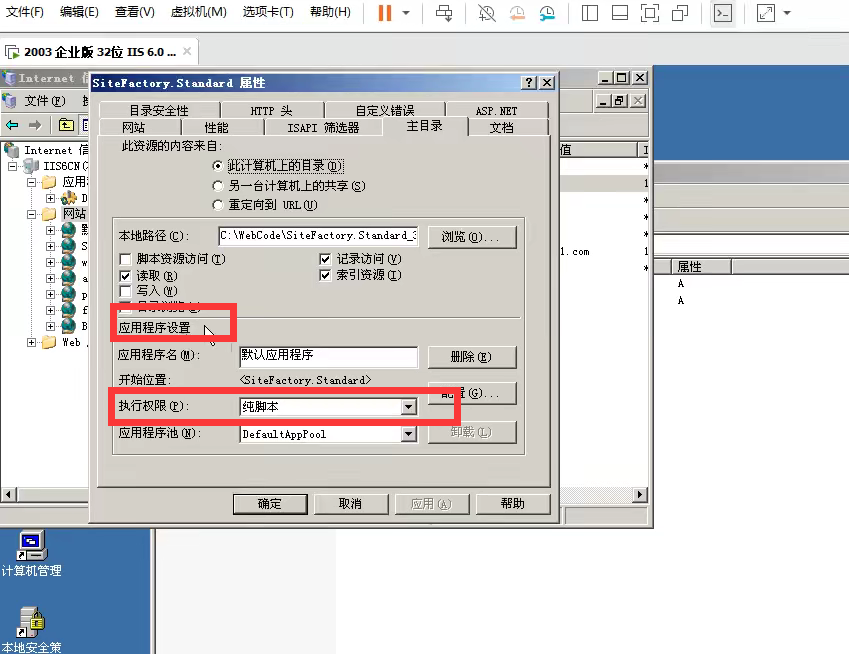 文件(F) 编辑(E) 查看(V) 虚拟机(M) 选项卡(T) 帮助(H)
2003 企业版 32位 IIS 6.0 ...
Internet
SiteFactory.Standard 属性
文件(F)
目录安全性 HTTP 头 自定义错误 ASP.NET
网站 性能 ISAPI 筛选器 主目录 文档
Internet 信
IIS6CN(
应用
D
网站
默
S
w
a
p
f
B
Web
此资源的内容来自:
此计算机上的目录(D)
另一台计算机上的共享(S)
重定向到 URL(U)
本地路径(C): C:\WebCode\SiteFactory.Standard_ 浏览(O)...
脚本资源访问(T) 记录访问(V)
读取(R) 索引资源(I)
写入(W)
目录浏览
应用程序设置
应用程序名(M): 默认应用程序 删除(E)
开始位置: <SiteFactory.Standard>
配置(G)...
执行权限(P): 纯脚本
应用程序池(N): DefaultAppPool 卸载(L)
确定 取消 应用(A) 帮助
值
1.com
属性
A
A
计算机管理
本地安全策